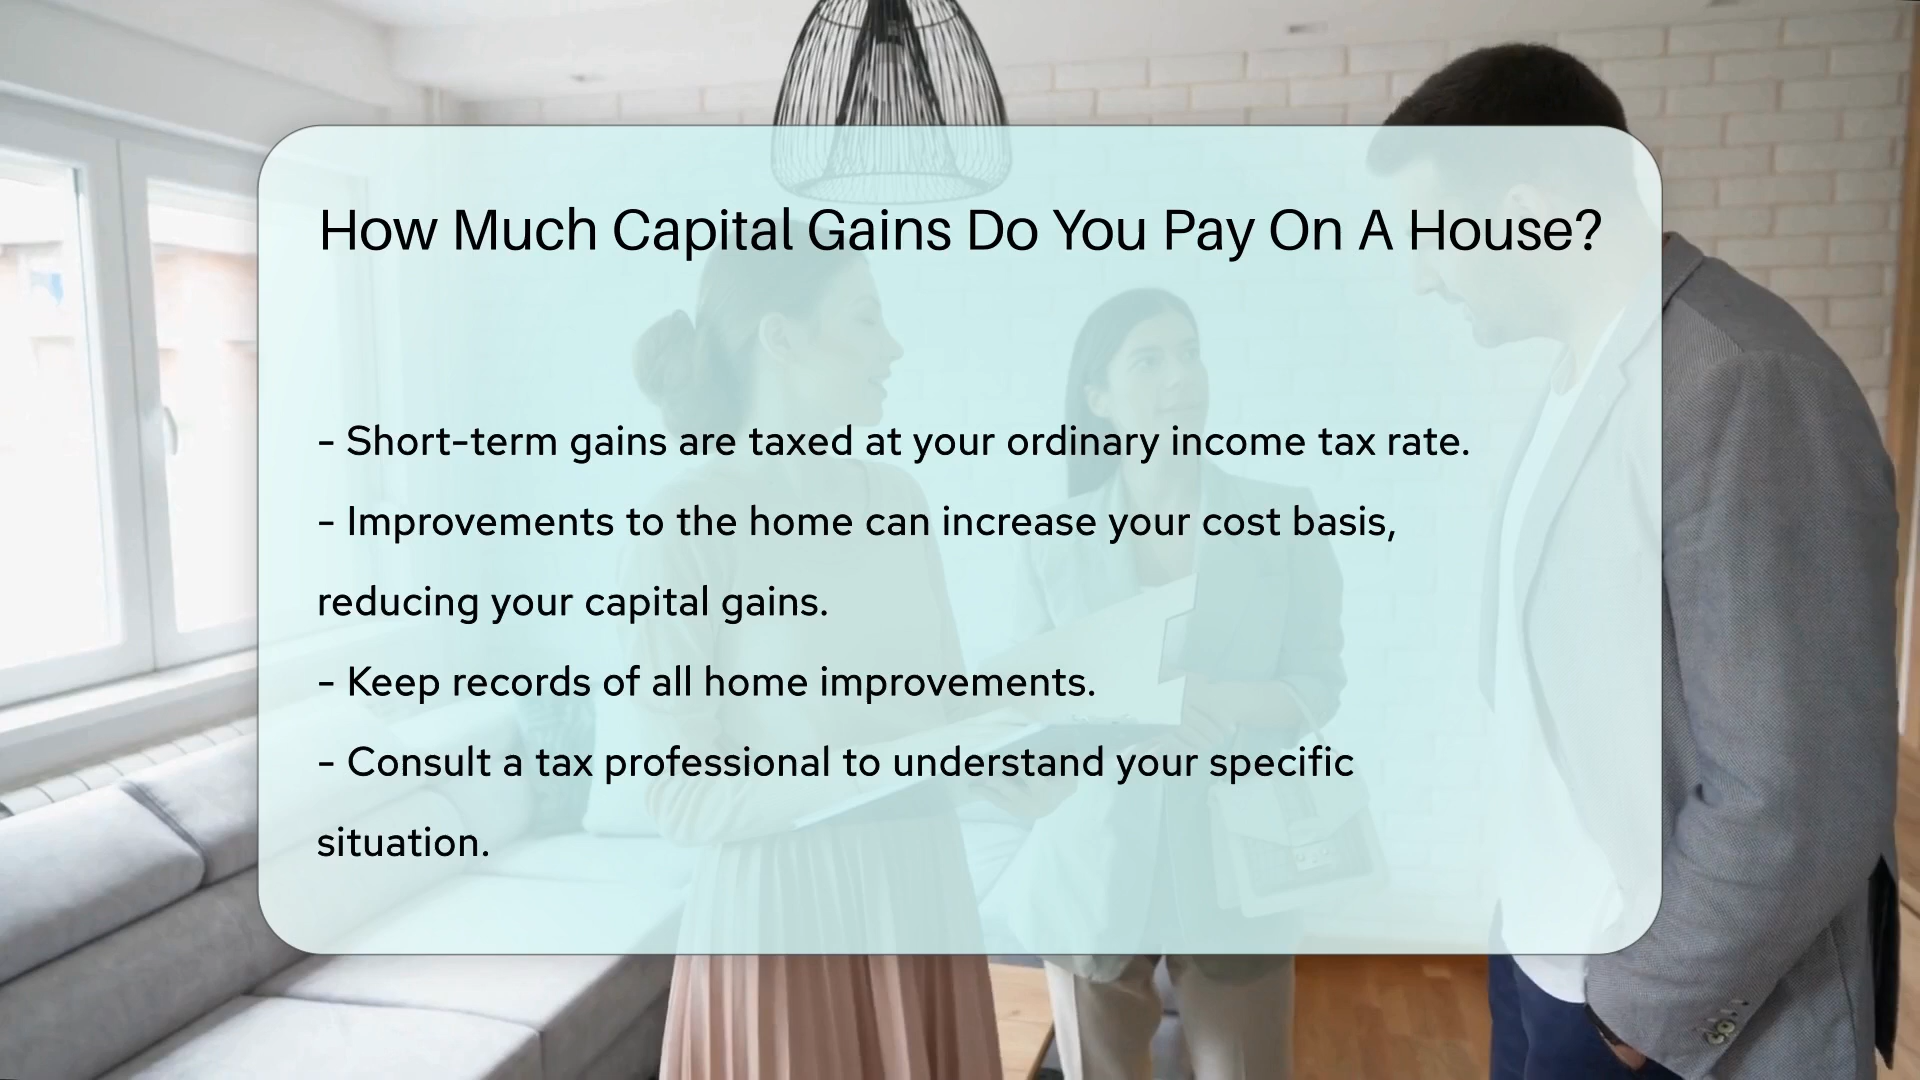 How Much Capital Gains Do You Pay On A House?
- Short-term gains are taxed at your ordinary income tax rate.
- Improvements to the home can increase your cost basis,
reducing your capital gains.
- Keep records of all home improvements.
- Consult a tax professional to understand your specific
situation.